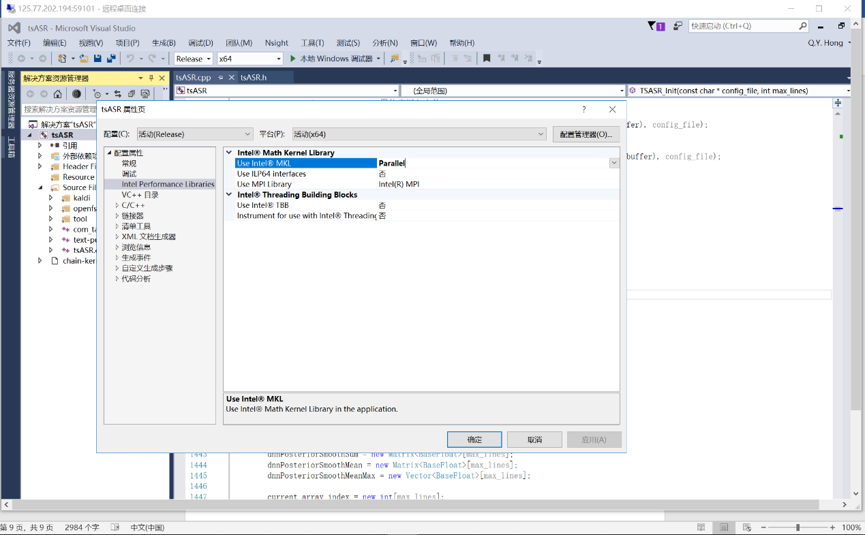 125.77.202.194:59101 - 远程桌面连接
tsASR - Microsoft Visual Studio
1
快速启动 (Ctrl+Q)
文件(F) 编辑(E) 视图(V) 项目(P) 生成(B) 调试(D) 团队(M) Nsight 工具(T) 测试(S) 分析(N) 窗口(W) 帮助(H)
Q.Y. Hong
Release x64 本地 Windows 调试器
服务器资源管理器 工具箱
解决方案资源管理器
tsASR.cpp tsASR.h
tsASR (全局范围) TSASR_Init(const char * config_file, int max_lines)
搜索解决方案资源管理
解决方案"tsASR"
tsASR
引用
外部依赖项
Header Fi
Resource
Source Fil
kaldi
openfs
tool
com_ta
text-pr
tsASR.c
chain-ker
fer), config_file);
buffer), config_file);
tsASR 属性页
配置(C): 活动(Release) 平台(P): 活动(x64) 配置管理器(O)...
配置属性
常规
调试
Intel Performance Libraries
VC++ 目录
C/C++
链接器
清单工具
XML 文档生成器
浏览信息
生成事件
自定义生成步骤
代码分析
Intel® Math Kernel Library
Use Intel® MKL Parallel
Use ILP64 interfaces 否
Use MPI Library Intel(R) MPI
Intel® Threading Building Blocks
Use Intel® TBB 否
Instrument for use with Intel® Threading 否
Use Intel® MKL
Use Intel® Math Kernel Library in the application.
确定 取消 应用(A)
1443 dnnPosteriorSmoothSum = new Matrix<BaseFloat>[max_lines];
1444 dnnPosteriorSmoothMean = new Matrix<BaseFloat>[max_lines];
1445 dnnPosteriorSmoothMeanMax = new Vector<BaseFloat>[max_lines];
1446
1447 current_array_index = new int[max_lines];
第 9 页，共 9 页 2984 个字 中文(中国) 100%